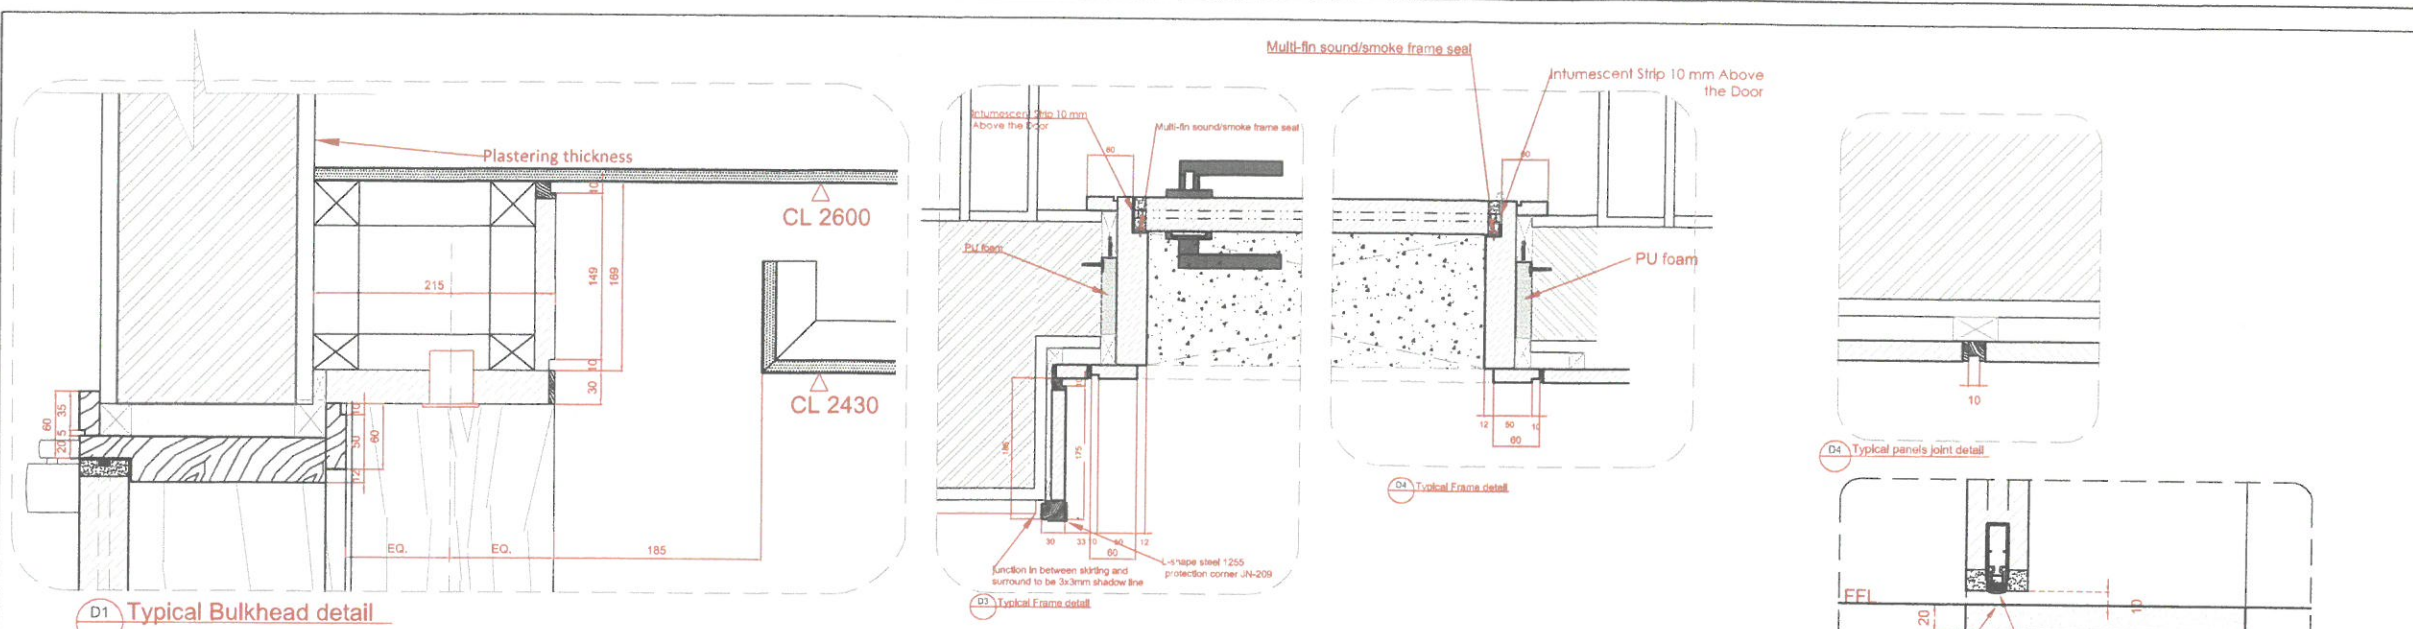 Multi-fin sound/smoke frame seal
Intumescent Strip 10 mm Above
the Door
Plastering thickness
10
CL 2600
149
169
215
10
30
CL 2430
60
35
5
20
10
50
60
12
EQ.
EQ.
185
D1
Typical Bulkhead detail
Intumescent Strip 10 mm
Above the Door
Multi-fin sound/smoke frame seal
60
PU foam
175
30
33
12
60
Junction in between skirting and
surround to be 3x3mm shadow line
L-shape steel 1255
protection corner JN-209
D3
Typical Frame detail
60
PU foam
12
50
10
60
D4
Typical Frame detail
10
D4
Typical panels joint detail
FFL
20
10